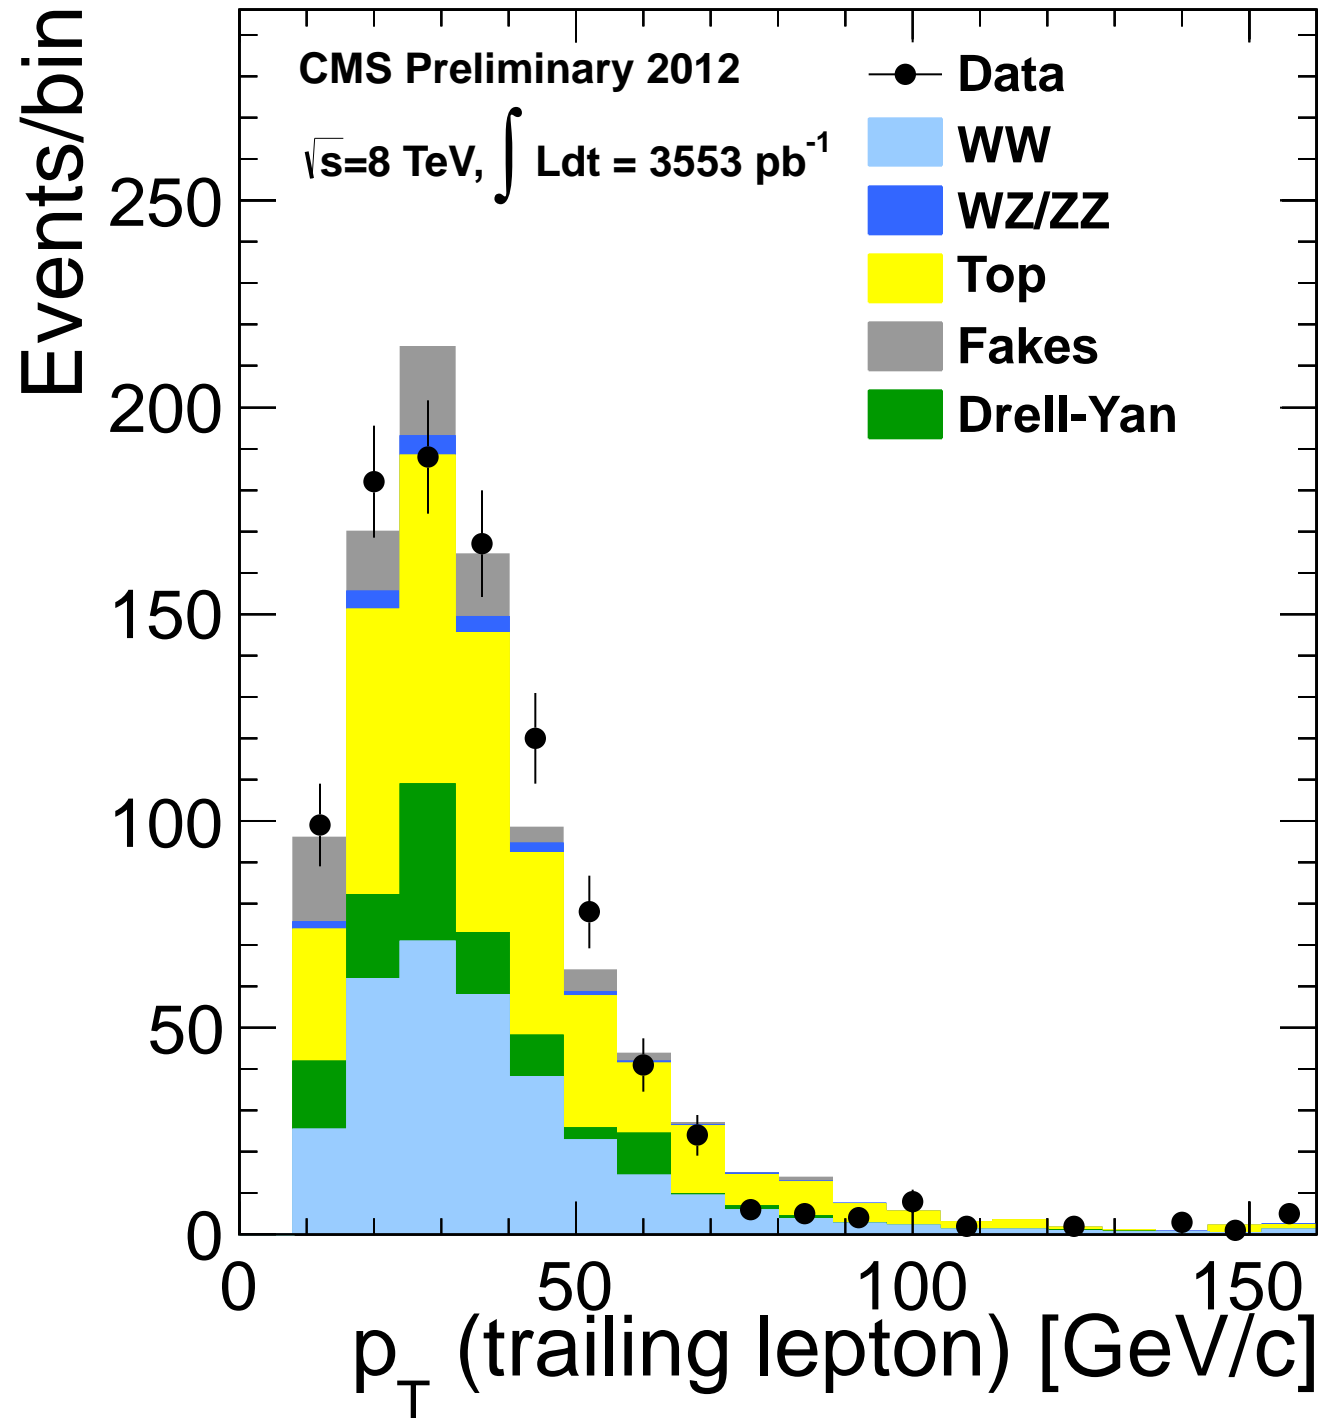 Events/bin
CMS Preliminary 2012
√s=8 TeV, ∫ Ldt = 3553 pb⁻¹
Data
WW
WZ/ZZ
Top
Fakes
Drell-Yan
250
200
150
100
50
0
0 50 100 150
p_T (trailing lepton) [GeV/c]